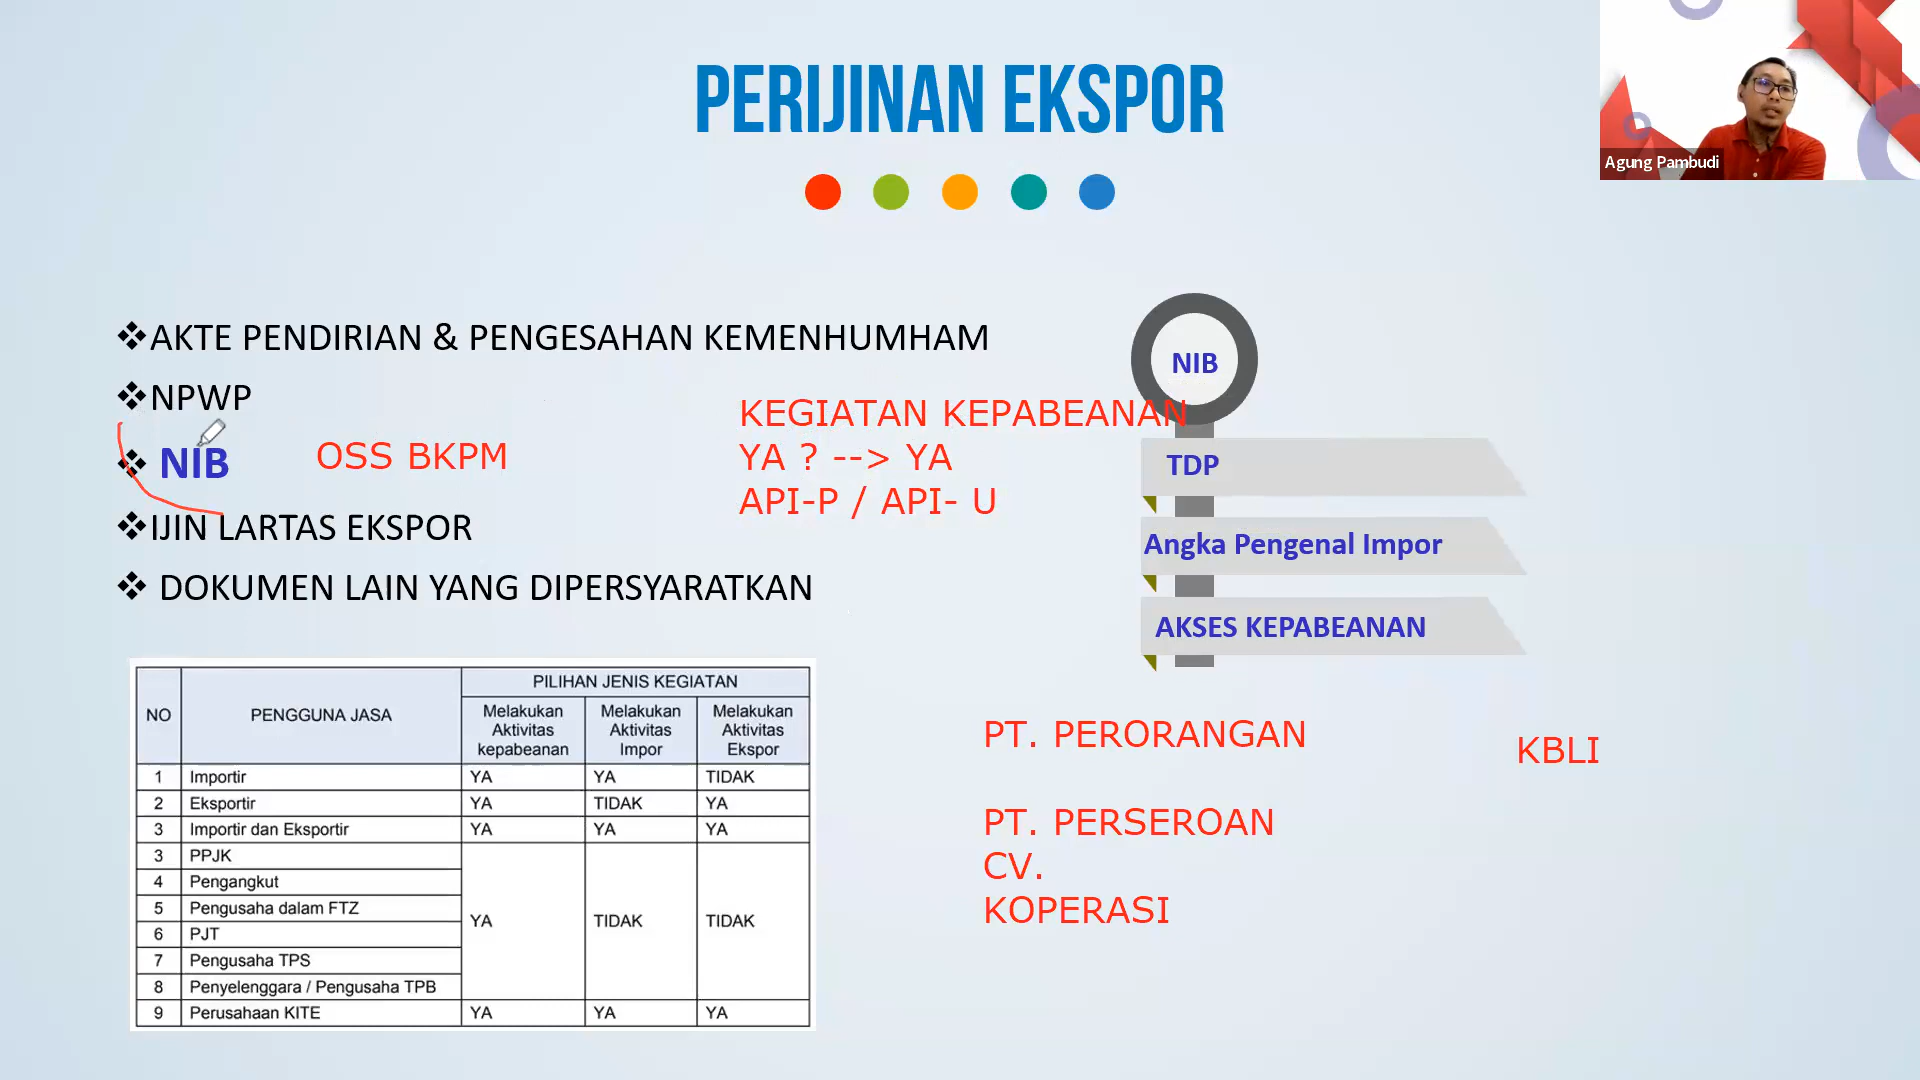 PERIJINAN EKSPOR
Agung Pambudi
❖AKTE PENDIRIAN & PENGESAHAN KEMENHUMHAM
❖NPWP
❖ NIB
OSS BKPM
❖IJIN LARTAS EKSPOR
❖ DOKUMEN LAIN YANG DIPERSYARATKAN
KEGIATAN KEPABEANAN
YA ? --> YA
API-P / API- U
NIB
TDP
Angka Pengenal Impor
AKSES KEPABEANAN
NO PENGGUNA JASA PILIHAN JENIS KEGIATAN
Melakukan Aktivitas kepabeanan Melakukan Aktivitas Impor Melakukan Aktivitas Ekspor
1 Importir YA YA TIDAK
2 Eksportir YA TIDAK YA
3 Importir dan Eksportir YA YA YA
3 PPJK
4 Pengangkut
5 Pengusaha dalam FTZ
6 PJT YA TIDAK TIDAK
7 Pengusaha TPS
8 Penyelenggara / Pengusaha TPB
9 Perusahaan KITE YA YA YA
PT. PERORANGAN
KBLI
PT. PERSEROAN
CV.
KOPERASI